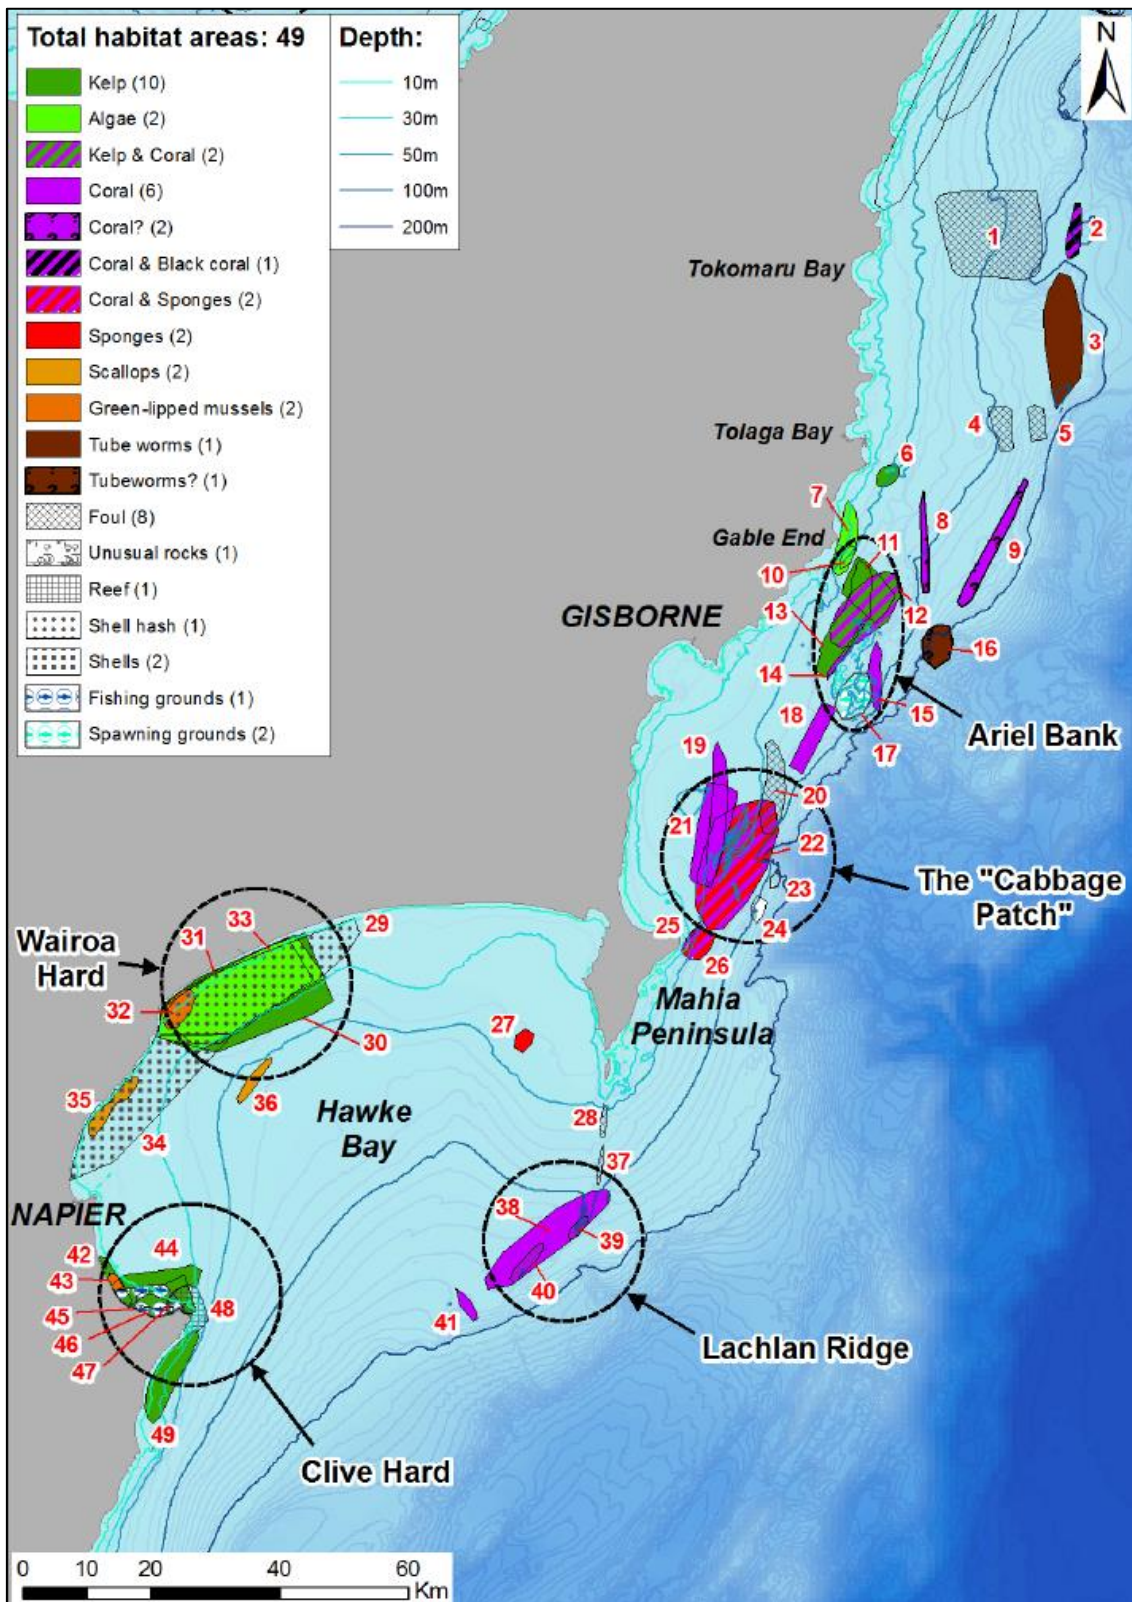 Total habitat areas: 49
Kelp (10)
Algae (2)
Kelp & Coral (2)
Coral (6)
Coral? (2)
Coral & Black coral (1)
Coral & Sponges (2)
Sponges (2)
Scallops (2)
Green-lipped mussels (2)
Tube worms (1)
Tubeworms? (1)
Foul (8)
Unusual rocks (1)
Reef (1)
Shell hash (1)
Shells (2)
Fishing grounds (1)
Spawning grounds (2)
Depth:
10m
30m
50m
100m
200m
N
1
2
Tokomaru Bay
3
4
5
Tolaga Bay
6
7
8
9
Gable End
10
11
12
GISBORNE
13
14
15
16
17
Ariel Bank
18
19
20
21
22
23
24
The "Cabbage
Patch"
25
26
Mahia
Peninsula
27
28
29
30
31
32
33
Wairoa
Hard
34
35
36
Hawke
Bay
37
38
39
40
41
Lachlan Ridge
NAPIER
42
43
44
45
46
47
48
49
Clive Hard
0 10 20 40 60
Km